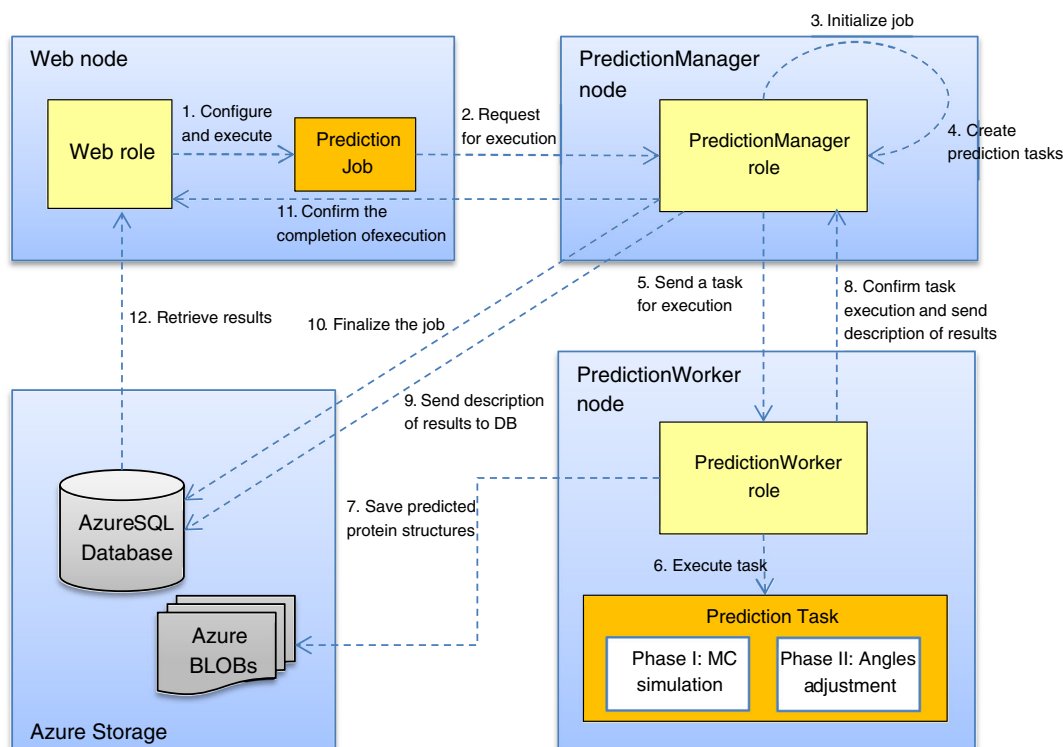 3. Initialize job
Web node
PredictionManager
node
1. Configure
and execute
2. Request
for execution
Web role
Prediction
Job
PredictionManager
role
4. Create
prediction tasks
11. Confirm the
completion ofexecution
5. Send a task
for execution
8. Confirm task
execution and send
description of results
12. Retrieve results
10. Finalize the job
PredictionWorker
node
9. Send description
of results to DB
PredictionWorker
role
7. Save predicted
protein structures
AzureSQL
Database
6. Execute task
Prediction Task
Azure
BLOBs
Phase I: MC
simulation
Phase II: Angles
adjustment
Azure Storage